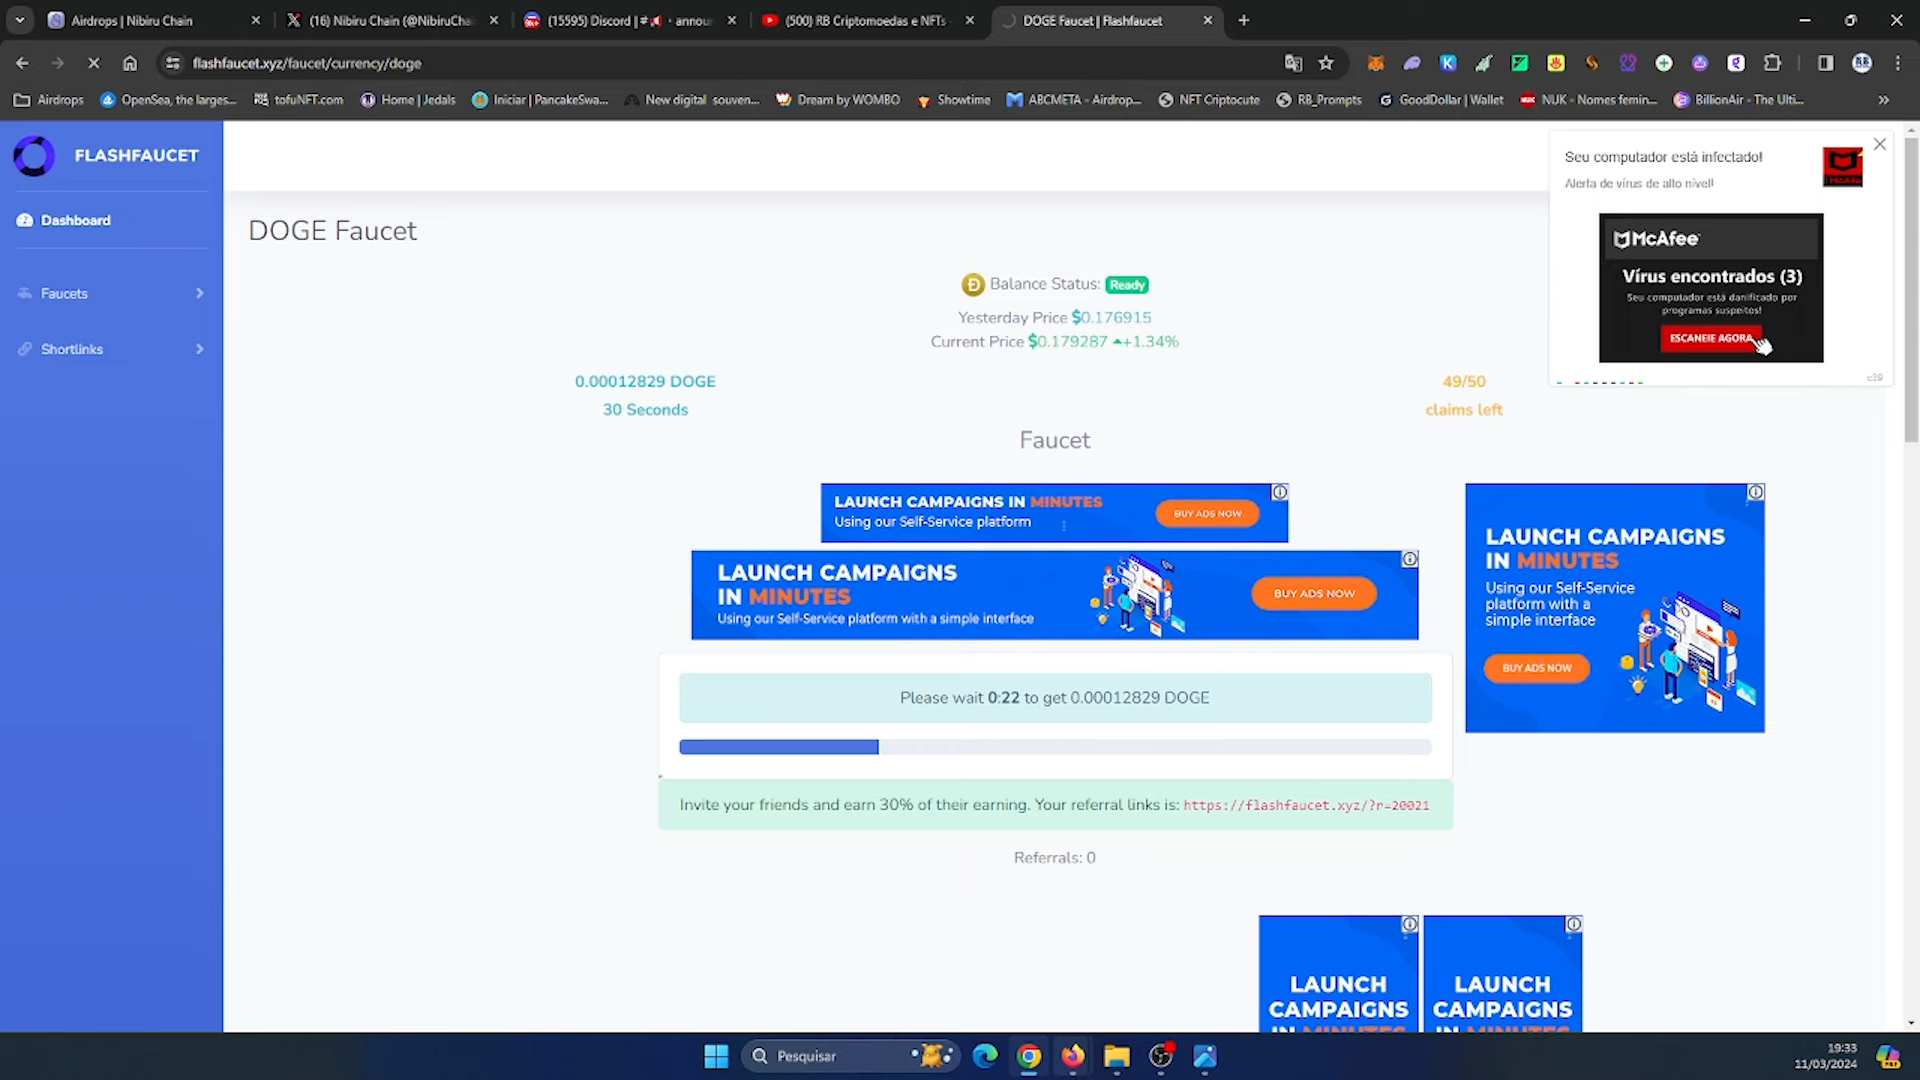 Airdrops | Nibiru Chain
(16) Nibiru Chain (@NibiruChai
(15595) Discord | # announ
(500) RB Criptomoedas e NFTs -
DOGE Faucet | Flashfaucet
flashfaucet.xyz/faucet/currency/doge
Airdrops
OpenSea, the larges...
tofuNFT.com
Home | Jedals
Iniciar | PancakeSwa...
New digital souven...
Dream by WOMBO
Showtime
ABCMETA - Airdrop...
NFT Criptocute
RB_Prompts
GoodDollar | Wallet
NUK - Nomes femin...
BillionAir - The Ulti...
FLASHFAUCET
Dashboard
Faucets
Shortlinks
DOGE Faucet
Balance Status: Ready
Yesterday Price $0.176915
Current Price $0.179287 +1.34%
0.00012829 DOGE
30 Seconds
49/50
claims left
Faucet
Seu computador está infectado!
Alerta de vírus de alto nível!
McAfee
Vírus encontrados (3)
Seu computador está danificado por
programas suspeitos!
ESCANEIE AGORA
c39
LAUNCH CAMPAIGNS IN MINUTES
Using our Self-Service platform
BUY ADS NOW
LAUNCH CAMPAIGNS
IN MINUTES
Using our Self-Service platform with a simple interface
BUY ADS NOW
LAUNCH CAMPAIGNS
IN MINUTES
Using our Self-Service
platform with a
simple interface
BUY ADS NOW
Please wait 0:22 to get 0.00012829 DOGE
Invite your friends and earn 30% of their earning. Your referral links is: https://flashfaucet.xyz/?r=20021
Referrals: 0
LAUNCH
CAMPAIGNS
IN MINUTES
LAUNCH
CAMPAIGNS
IN MINUTES
Pesquisar
19:33
11/03/2024